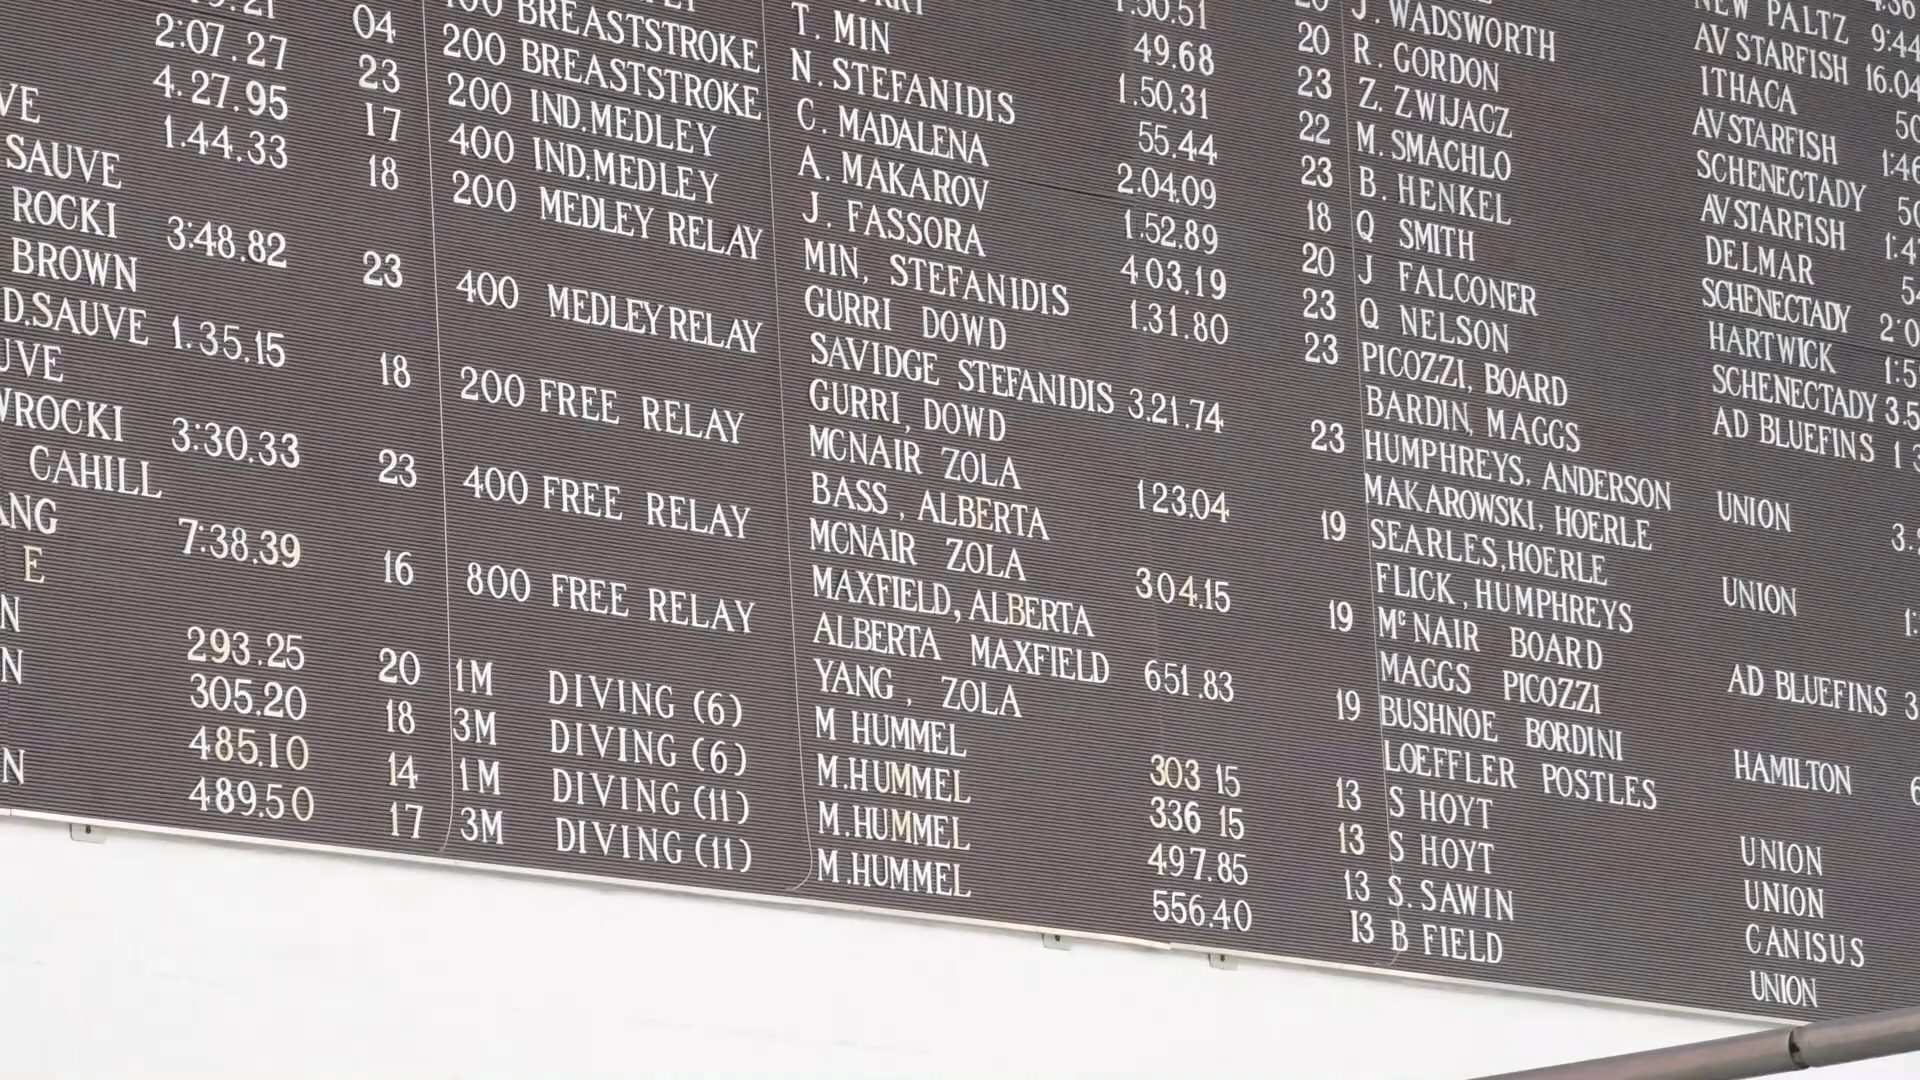 NEW PALTZ 9:44
AV STARFISH 16.04
J. WADSWORTH ITHACA
1.50.51 20 R. GORDON AV STARFISH
49.68 23 Z. ZWIJACZ SCHENECTADY
T. MIN 1.50.31 22 M. SMACHLO AV STARFISH
BREASTSTROKE N. STEFANIDIS 55.44 23 B. HENKEL DELMAR
04 200 BREASTSTROKE C. MADALENA 2.04.09 18 Q SMITH SCHENECTADY
2:07.27 23 200 IND.MEDLEY A. MAKAROV 1.52.89 20 J FALCONER HARTWICK
4.27.95 17 400 IND.MEDLEY J. FASSORA 403.19 23 Q NELSON SCHENECTADY
1.44.33 18 200 MEDLEY RELAY MIN, STEFANIDIS 1.31.80 23 PICOZZI, BOARD AD BLUEFINS
SAUVE GURRI DOWD BARDIN, MAGGS
ROCKI 3:48.82 23 400 MEDLEY RELAY SAVIDGE STEFANIDIS 3.21.74 23 HUMPHREYS, ANDERSON UNION
BROWN GURRI, DOWD MAKAROWSKI, HOERLE
D.SAUVE 1.35.15 18 200 FREE RELAY MCNAIR ZOLA 123.04 19 SEARLES,HOERLE UNION
BASS, ALBERTA FLICK, HUMPHREYS
3:30.33 23 400 FREE RELAY MCNAIR ZOLA 304.15 19 McNAIR BOARD AD BLUEFINS
CAHILL MAXFIELD, ALBERTA MAGGS PICOZZI
7:38.39 16 800 FREE RELAY ALBERTA MAXFIELD 651.83 19 BUSHNOE BORDINI HAMILTON
E YANG, ZOLA LOEFFLER POSTLES
293.25 20 1M DIVING (6) M HUMMEL 303 15 13 S HOYT UNION
305.20 18 3M DIVING (6) M.HUMMEL 336 15 13 S HOYT UNION
485.10 14 1M DIVING (11) M.HUMMEL 497.85 13 S.SAWIN CANISUS
489.50 17 3M DIVING (11) M.HUMMEL 556.40 13 B FIELD UNION